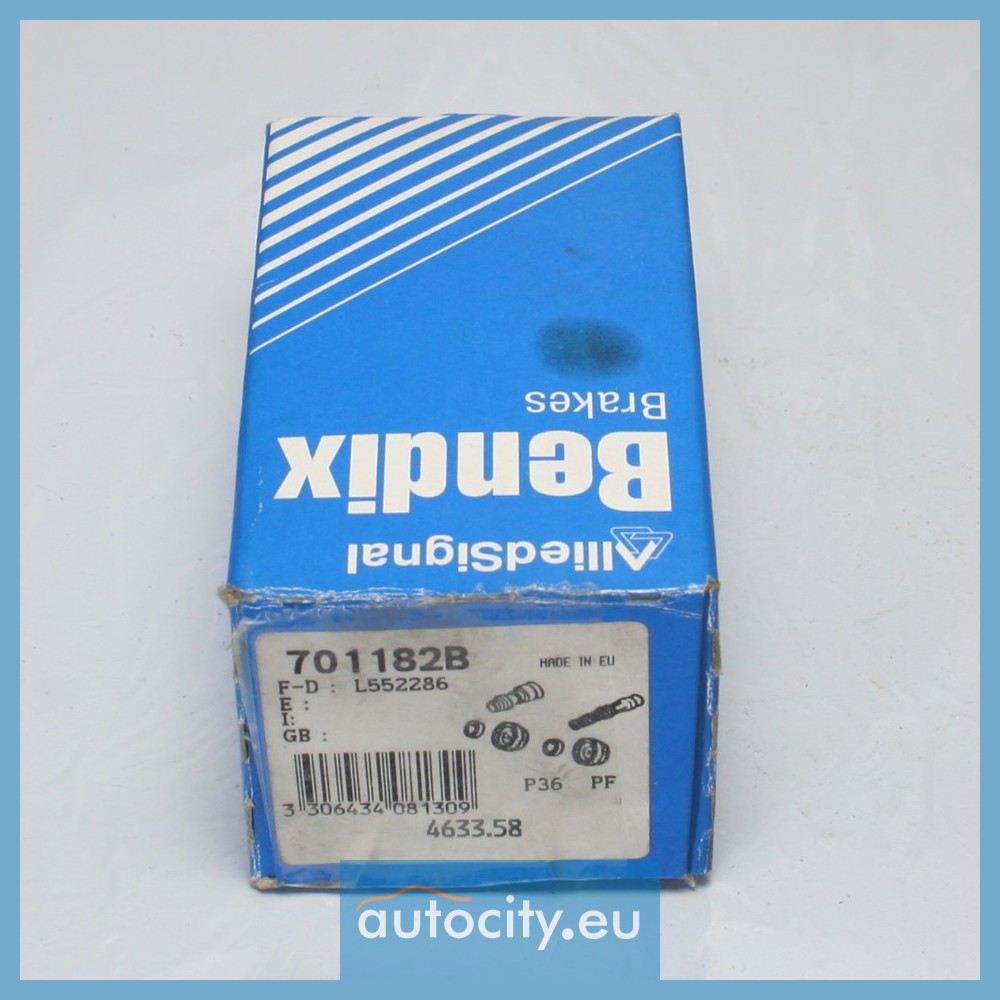 Brakes
Bendix
AlliedSignal
701182B
MADE IN EU
F-D : L552286
E :
I:
GB :
P36 PF
3 306434 081309
4633.58
autocity.eu